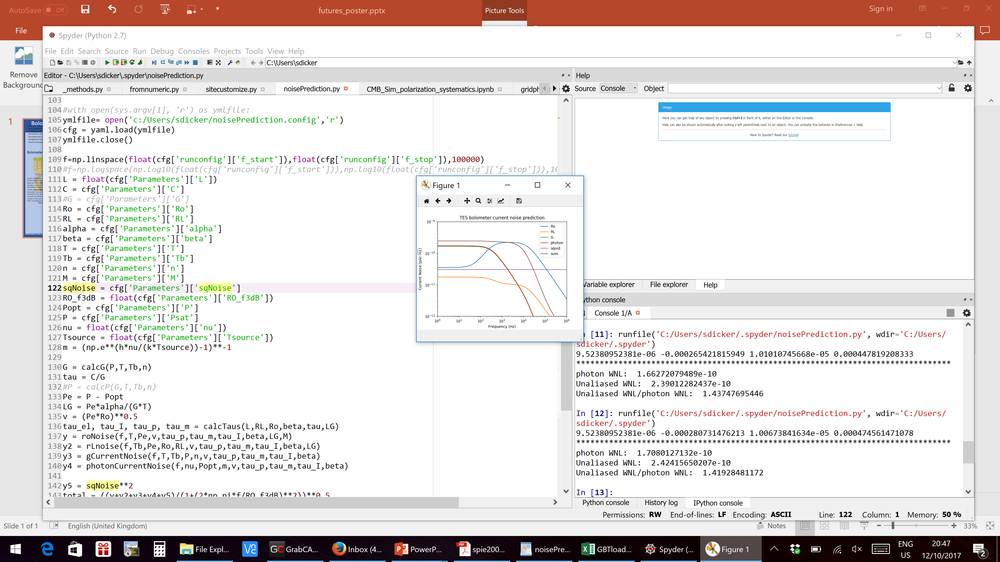 AutoSave Off
futures_poster.pptx
Picture Tools
Sign in
File
Remove
Background
Spyder (Python 2.7)
File Edit Search Source Run Debug Consoles Projects Tools View Help
C:\Users\sdicker
Editor - C:\Users\sdicker\.spyder\noisePrediction.py
_methods.py
fromnumeric.py
sitecustomize.py
noisePrediction.py
CMB_Sim_polarization_systematics.ipynb
gridph
103
104 #with open(sys.argv[1], 'r') as ymlfile:
105 ymlfile= open('c:/Users/sdicker/noisePrediction.config','r')
106 cfg = yaml.load(ymlfile)
107 ymlfile.close()
108
109 f=np.linspace(float(cfg['runconfig']['f_start']),float(cfg['runconfig']['f_stop']),100000)
110 #f=np.logspace(np.log10(float(cfg['runconfig']['f_start'])),np.log10(float(cfg['runconfig']['f_stop'])),10
111 L = float(cfg['Parameters']['L'])
112 C = cfg['Parameters']['C']
113 #G = cfg['Parameters']['G']
114 Ro = cfg['Parameters']['Ro']
115 RL = cfg['Parameters']['RL']
116 alpha = cfg['Parameters']['alpha']
117 beta = cfg['Parameters']['beta']
118 T = cfg['Parameters']['T']
119 Tb = cfg['Parameters']['Tb']
120 n = cfg['Parameters']['n']
121 M = cfg['Parameters']['M']
122 sqNoise = cfg['Parameters']['sqNoise']
123 RO_f3dB = float(cfg['Parameters']['RO_f3dB'])
124 Popt = cfg['Parameters']['P']
125 P = cfg['Parameters']['Psat']
126 nu = float(cfg['Parameters']['nu'])
127 Tsource = float(cfg['Parameters']['Tsource'])
128 m = (np.e**(h*nu/(k*Tsource))-1)**-1
129
130 G = calcG(P,T,Tb,n)
131 tau = C/G
132 #P = calcP(G,T,Tb,n)
133 Pe = P - Popt
134 LG = Pe*alpha/(G*T)
135 v = (Pe*Ro)**0.5
136 tau_el, tau_I, tau_p, tau_m = calcTaus(L,RL,Ro,beta,tau,LG)
137 y = roNoise(f,T,Pe,v,tau_p,tau_m,tau_I,beta,LG,M)
138 y2 = rLnoise(f,Tb,Pe,Ro,RL,v,tau_p,tau_m,tau_I,beta,LG)
139 y3 = gCurrentNoise(f,T,Tb,P,n,v,tau_p,tau_m,tau_I,beta)
140 y4 = photonCurrentNoise(f,nu,Popt,m,v,tau_p,tau_m,tau_I,beta)
141
142 y5 = sqNoise**2
143 total = ((y+y2+y3+y4+y5)/(1+(2*np.pi*f/RO_f3dB)**2))**0.5
Figure 1
TES bolometer current noise prediction
Current Noise (pA/√Hz)
10⁻⁹
10⁻¹⁰
10⁻¹¹
10⁻¹²
Ro
RL
G
photon
squid
sum
10⁰ 10¹ 10² 10³ 10⁴ 10⁵ 10⁶
Frequency (Hz)
Help
Source Console Object
Usage
Here you can get help of any object by pressing Ctrl+I in front of it, either on the Editor or the Console.
Help can also be shown automatically after writing a left parenthesis next to an object. You can activate this behavior in Preferences > Help.
New to Spyder? Read our tutorial
Variable explorer File explorer Help
ython console
Console 1/A
n [11]: runfile('C:/Users/sdicker/.spyder/noisePrediction.py', wdir='C:/Users/
sdicker/.spyder')
9.52380952381e-06 -0.000265421815949 1.01010745668e-05 0.000447819208333
********************************************************************************
photon WNL:  1.66272079489e-10
Unaliased WNL:  2.39012282437e-10
Unaliased WNL/photon WNL:  1.43747695446
In [12]: runfile('C:/Users/sdicker/.spyder/noisePrediction.py', wdir='C:/Users/
sdicker/.spyder')
9.52380952381e-06 -0.000280731476213 1.00673841634e-05 0.000474561471078
********************************************************************************
photon WNL:  1.7080127132e-10
Unaliased WNL:  2.42415650207e-10
Unaliased WNL/photon WNL:  1.41928481172
In [13]:
Python console History log IPython console
Permissions: RW End-of-lines: LF Encoding: ASCII Line: 122 Column: 1 Memory: 50 %
1
Bolo
Bolometer
Slide 1 of 1 English (United Kingdom) Notes 33%
File Expl... GrabCA... Inbox (4... PowerP... spie200... noisePre... GBTload... Spyder (... Figure 1
ENG
US
20:47
12/10/2017
2